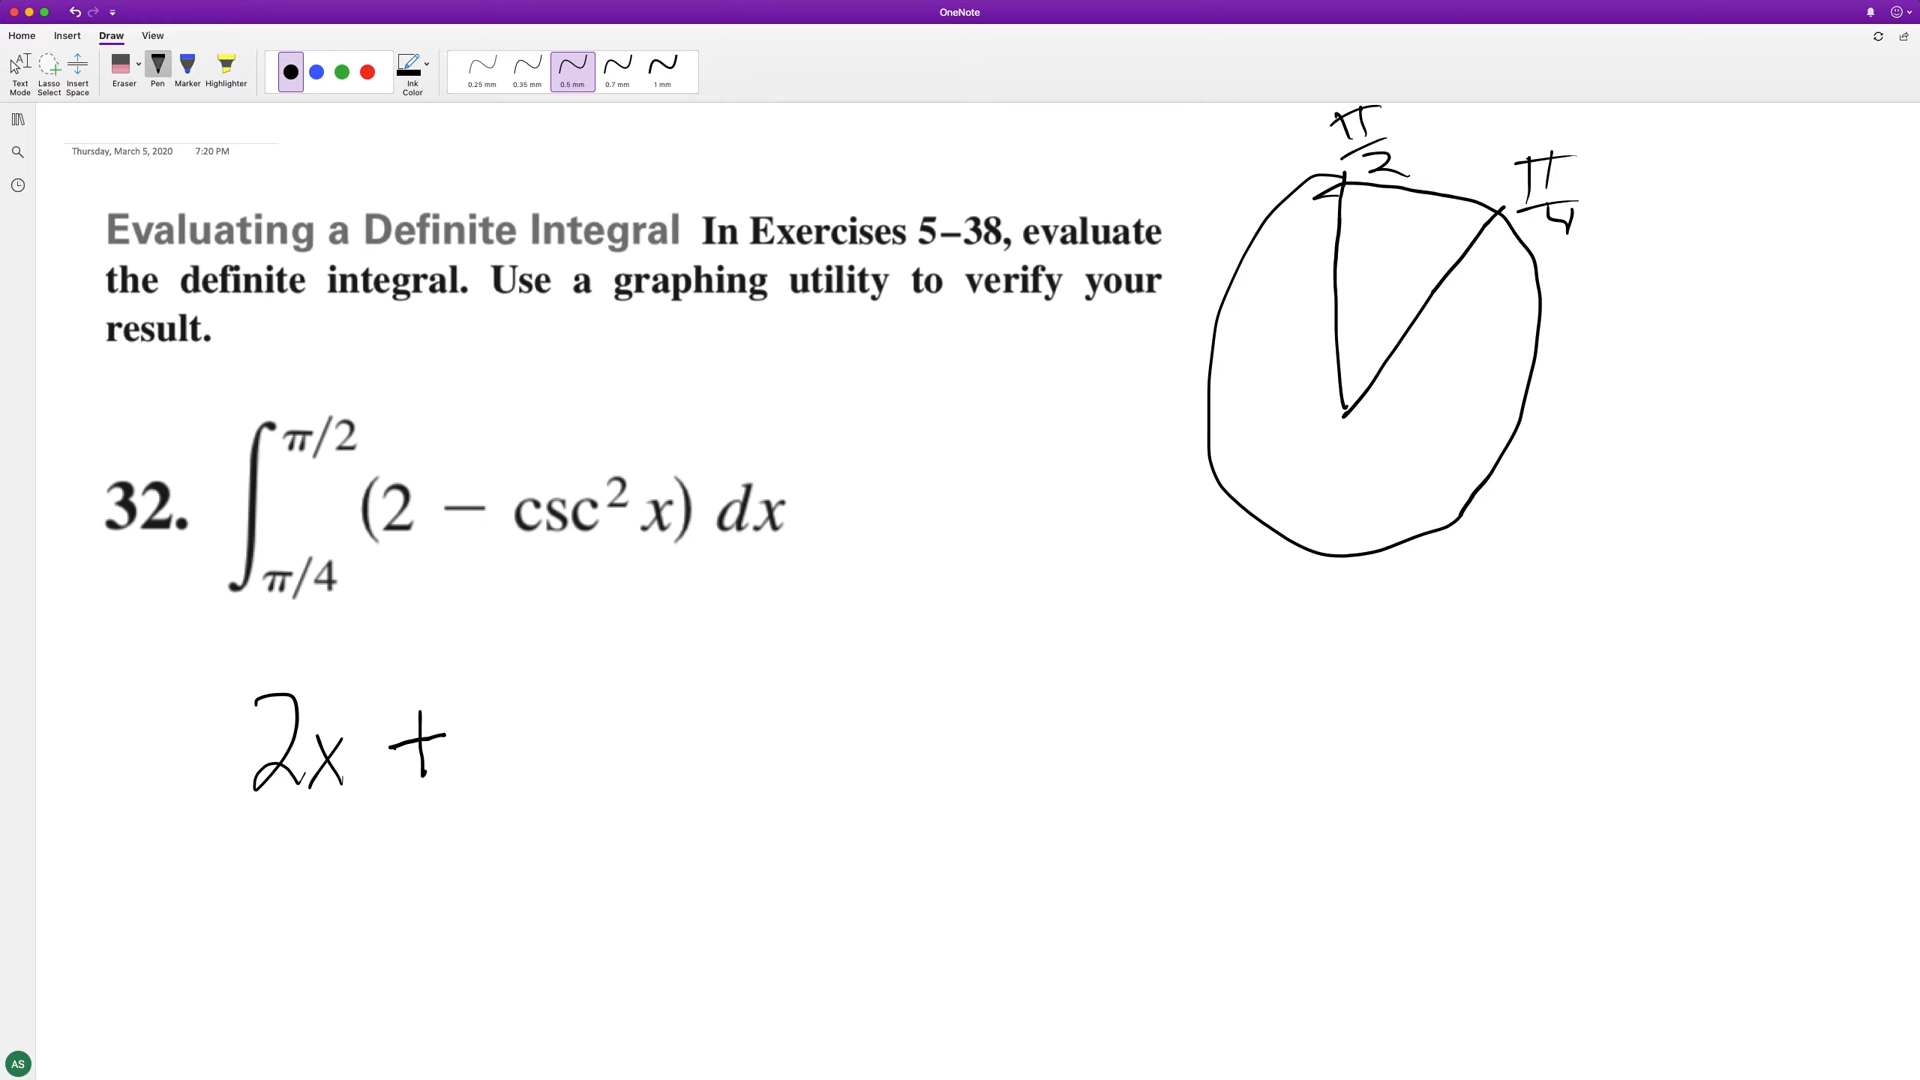 OneNote
Home Insert Draw View
Text Mode
Lasso Select
Insert Space
Eraser
Pen
Marker
Highlighter
Ink Color
0.25 mm
0.35 mm
0.5 mm
0.7 mm
1 mm
Thursday, March 5, 2020 7:20 PM
π/2
π/4
Evaluating a Definite Integral In Exercises 5–38, evaluate
the definite integral. Use a graphing utility to verify your
result.
32. ∫_{π/4}^{π/2} (2 − csc² x) dx
2x +
AS